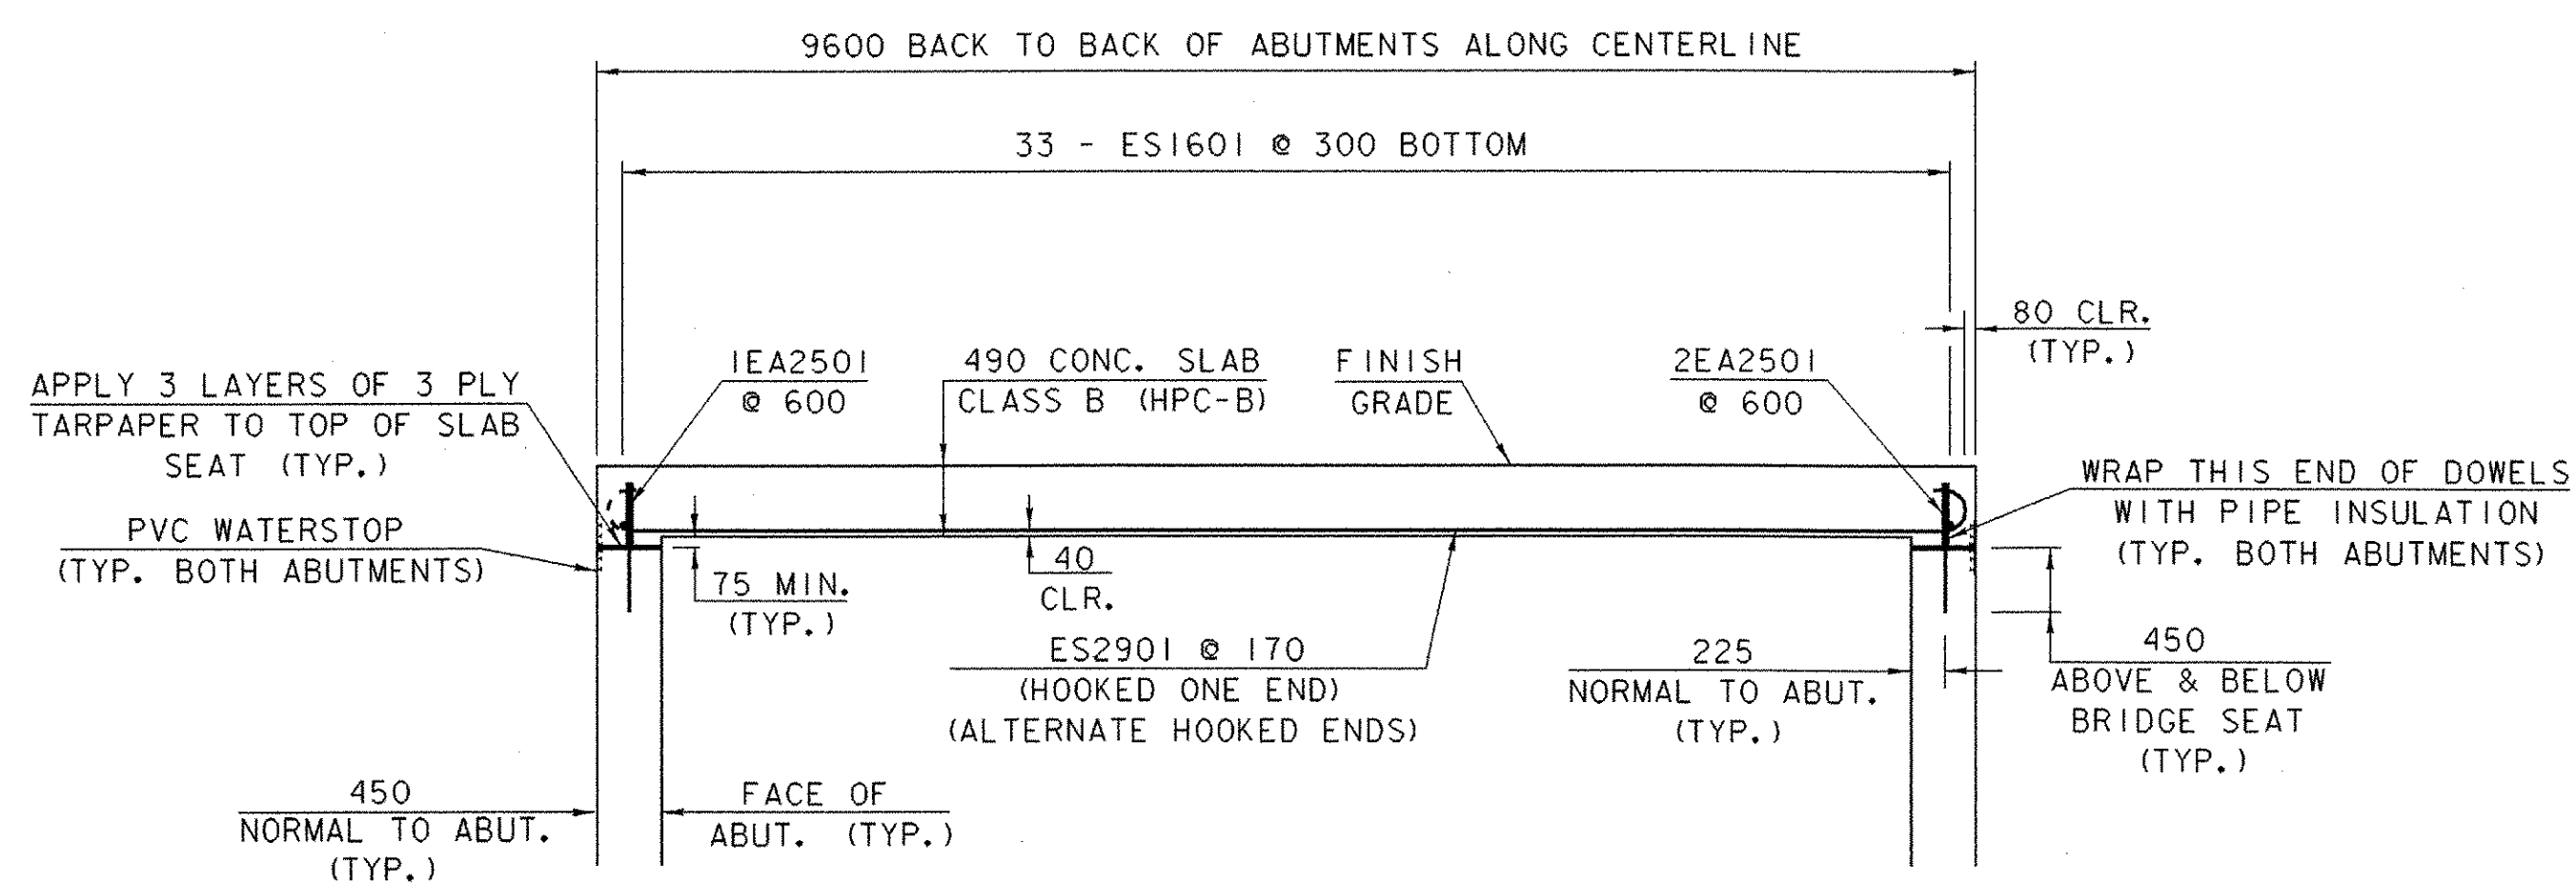 9600 BACK TO BACK OF ABUTMENTS ALONG CENTERLINE
33 - ES1601 @ 300 BOTTOM
80 CLR.
(TYP.)
APPLY 3 LAYERS OF 3 PLY
TARPAPER TO TOP OF SLAB
SEAT (TYP.)
1EA2501
@ 600
490 CONC. SLAB
CLASS B (HPC-B)
FINISH
GRADE
2EA2501
@ 600
WRAP THIS END OF DOWELS
WITH PIPE INSULATION
(TYP. BOTH ABUTMENTS)
PVC WATERSTOP
(TYP. BOTH ABUTMENTS)
75 MIN.
(TYP.)
40
CLR.
ES2901 @ 170
(HOOKED ONE END)
(ALTERNATE HOOKED ENDS)
225
NORMAL TO ABUT.
(TYP.)
450
ABOVE & BELOW
BRIDGE SEAT
(TYP.)
450
NORMAL TO ABUT.
(TYP.)
FACE OF
ABUT. (TYP.)